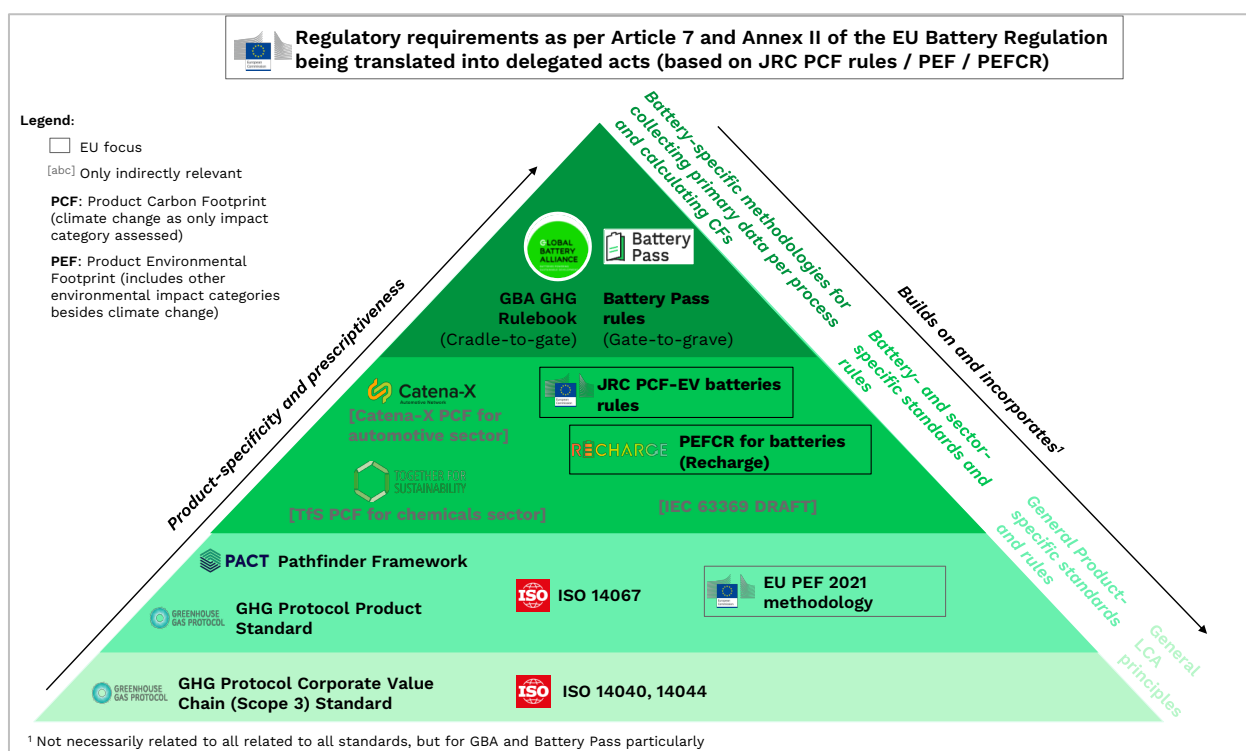 Regulatory requirements as per Article 7 and Annex II of the EU Battery Regulation
being translated into delegated acts (based on JRC PCF rules / PEF / PEFCR)
Legend:
EU focus
[abc] Only indirectly relevant
PCF: Product Carbon Footprint
(climate change as only impact
category assessed)
PEF: Product Environmental
Footprint (includes other
environmental impact categories
besides climate change)
Product-specificity and prescriptiveness
Battery-specific methodologies for
collecting primary data per process
and calculating CFs
Builds on and incorporates¹
GLOBAL
BATTERY
ALLIANCE
Battery
Pass
GBA GHG
Rulebook
(Cradle-to-gate)
Battery Pass
rules
(Gate-to-grave)
Battery- and sector-
specific standards and
rules
Catena-X
Automotive Network
[Catena-X PCF for
automotive sector]
European
Commission
JRC PCF-EV batteries
rules
RECHARGE
PEFCR for batteries
(Recharge)
TOGETHER FOR
SUSTAINABILITY
[TfS PCF for chemicals sector]
[IEC 63369 DRAFT]
General Product-
specific standards
and rules
PACT Pathfinder Framework
GREENHOUSE
GAS PROTOCOL
GHG Protocol Product
Standard
ISO
ISO 14067
European
Commission
EU PEF 2021
methodology
General
LCA
principles
GREENHOUSE
GAS PROTOCOL
GHG Protocol Corporate Value
Chain (Scope 3) Standard
ISO
ISO 14040, 14044
¹ Not necessarily related to all related to all standards, but for GBA and Battery Pass particularly